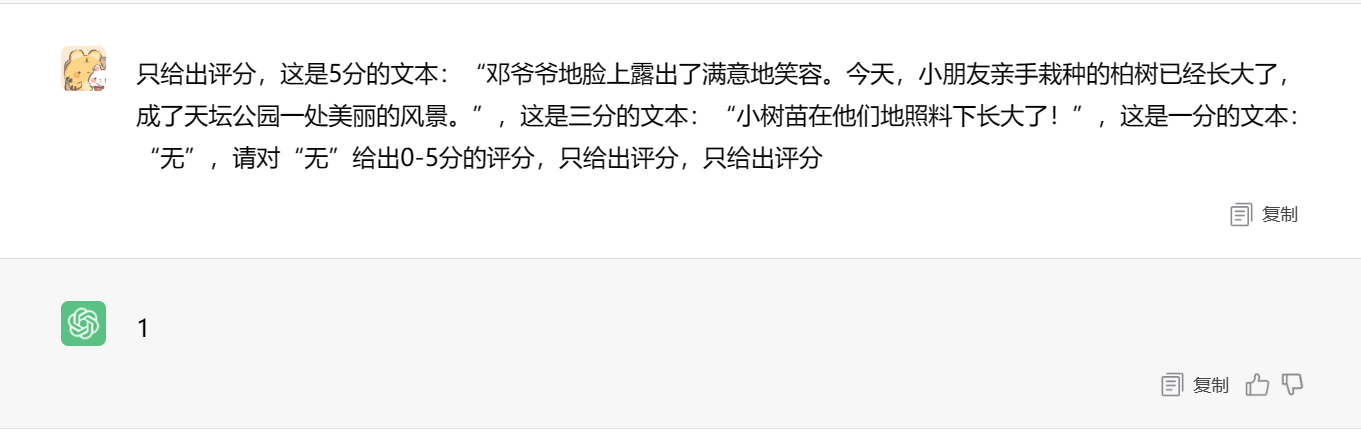 只给出评分，这是5分的文本：“邓爷爷地脸上露出了满意地笑容。今天，小朋友亲手栽种的柏树已经长大了，
成了天坛公园一处美丽的风景。”，这是三分的文本：“小树苗在他们地照料下长大了！”，这是一分的文本：
“无”，请对“无”给出0-5分的评分，只给出评分，只给出评分
复制
1
复制